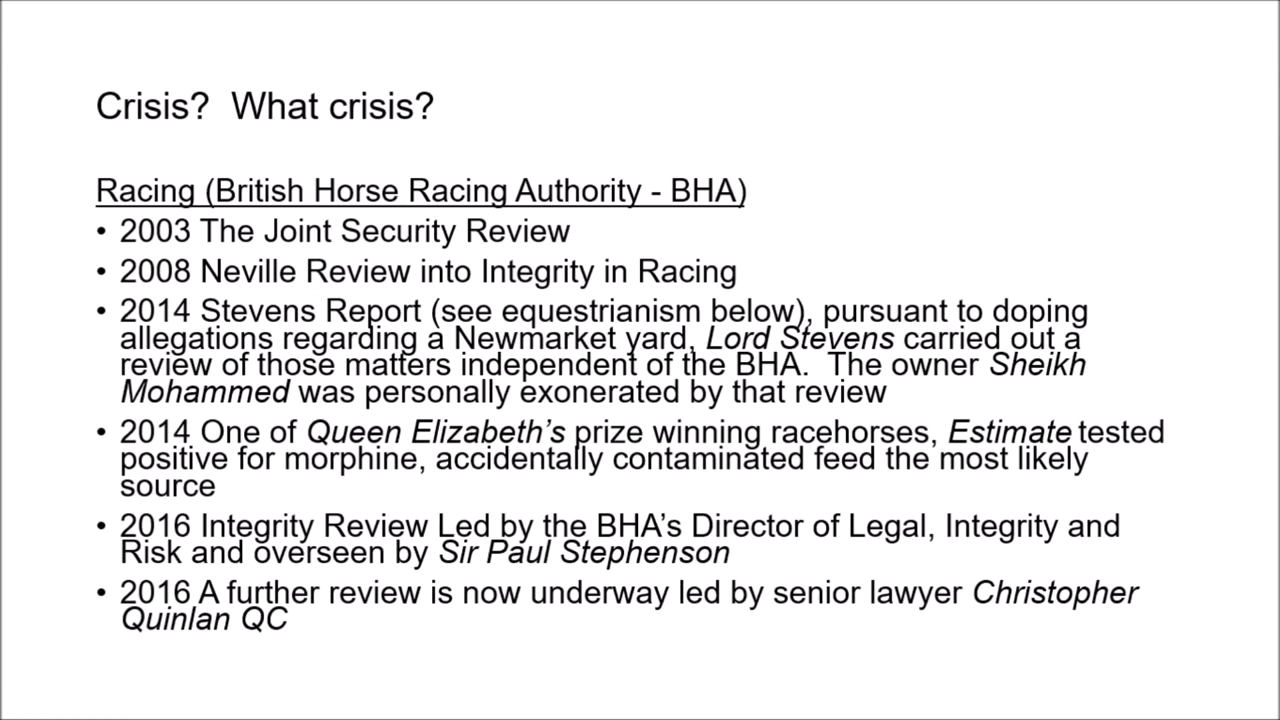 Crisis?  What crisis?
Racing (British Horse Racing Authority - BHA)
• 2003 The Joint Security Review
• 2008 Neville Review into Integrity in Racing
• 2014 Stevens Report (see equestrianism below), pursuant to doping
allegations regarding a Newmarket yard, Lord Stevens carried out a
review of those matters independent of the BHA.  The owner Sheikh
Mohammed was personally exonerated by that review
• 2014 One of Queen Elizabeth’s prize winning racehorses, Estimate tested
positive for morphine, accidentally contaminated feed the most likely
source
• 2016 Integrity Review Led by the BHA’s Director of Legal, Integrity and
Risk and overseen by Sir Paul Stephenson
• 2016 A further review is now underway led by senior lawyer Christopher
Quinlan QC